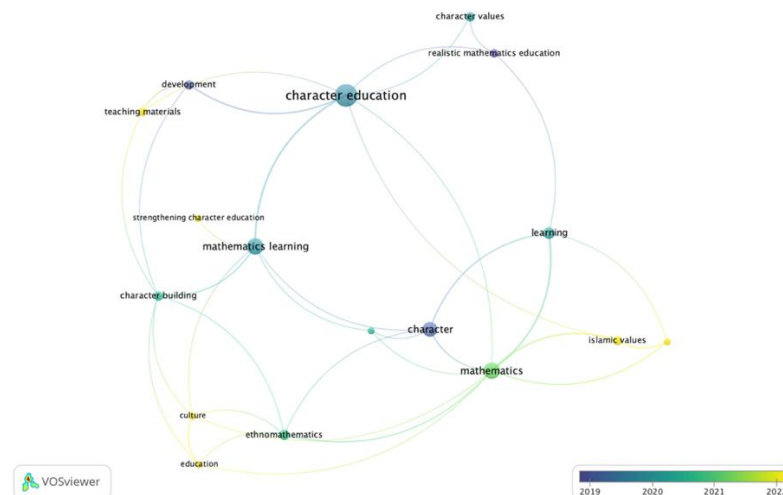 character values
realistic mathematics education
development
character education
teaching materials
strengthening character education
learning
mathematics learning
character building
character
islamic values
mathematics
culture
ethnomathematics
education
VOSviewer
2019 2020 2021